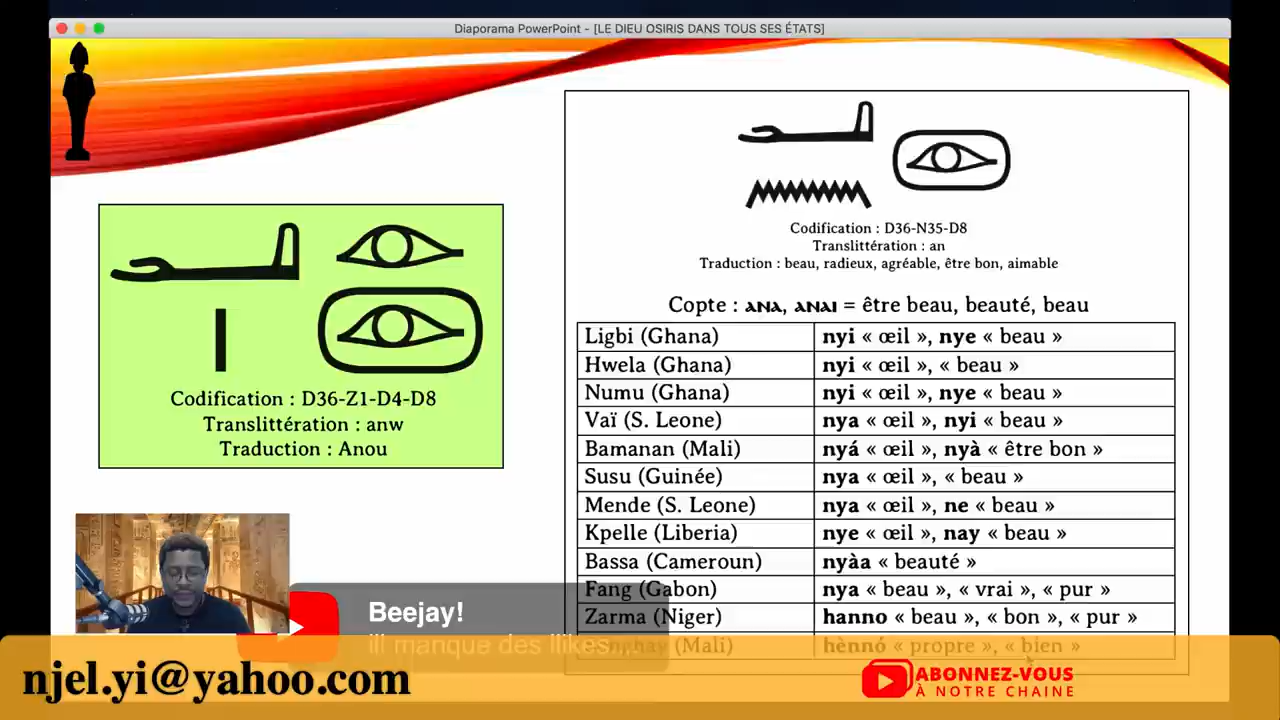 Diaporama PowerPoint - [LE DIEU OSIRIS DANS TOUS SES ÉTATS]
Codification : D36-Z1-D4-D8
Translittération : anw
Traduction : Anou
Codification : D36-N35-D8
Translittération : an
Traduction : beau, radieux, agréable, être bon, aimable
Copte : ⲁⲛⲁ, ⲁⲛⲁⲓ = être beau, beauté, beau
Ligbi (Ghana) nyi « œil », nye « beau »
Hwela (Ghana) nyi « œil », « beau »
Numu (Ghana) nyi « œil », nye « beau »
Vaï (S. Leone) nya « œil », nyi « beau »
Bamanan (Mali) nyá « œil », nyà « être bon »
Susu (Guinée) nya « œil », « beau »
Mende (S. Leone) nya « œil », ne « beau »
Kpelle (Liberia) nye « œil », nay « beau »
Bassa (Cameroun) nyàa « beauté »
Fang (Gabon) nya « beau », « vrai », « pur »
Zarma (Niger) hanno « beau », « bon », « pur »
(Mali) hènnó « propre », « bien »
Beejay!
ill manque des llikes
njel.yi@yahoo.com
ABONNEZ-VOUS
À NOTRE CHAINE